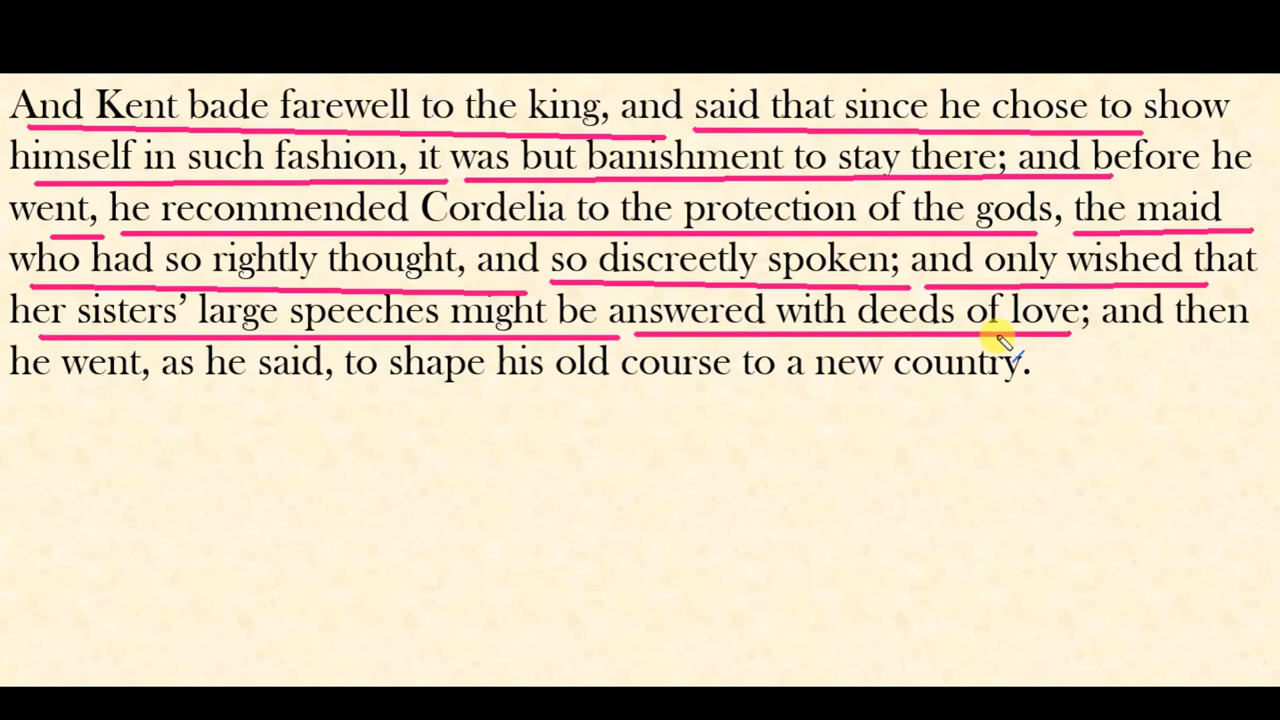 And Kent bade farewell to the king, and said that since he chose to show
himself in such fashion, it was but banishment to stay there; and before he
went, he recommended Cordelia to the protection of the gods, the maid
who had so rightly thought, and so discreetly spoken; and only wished that
her sisters’ large speeches might be answered with deeds of love; and then
he went, as he said, to shape his old course to a new country.